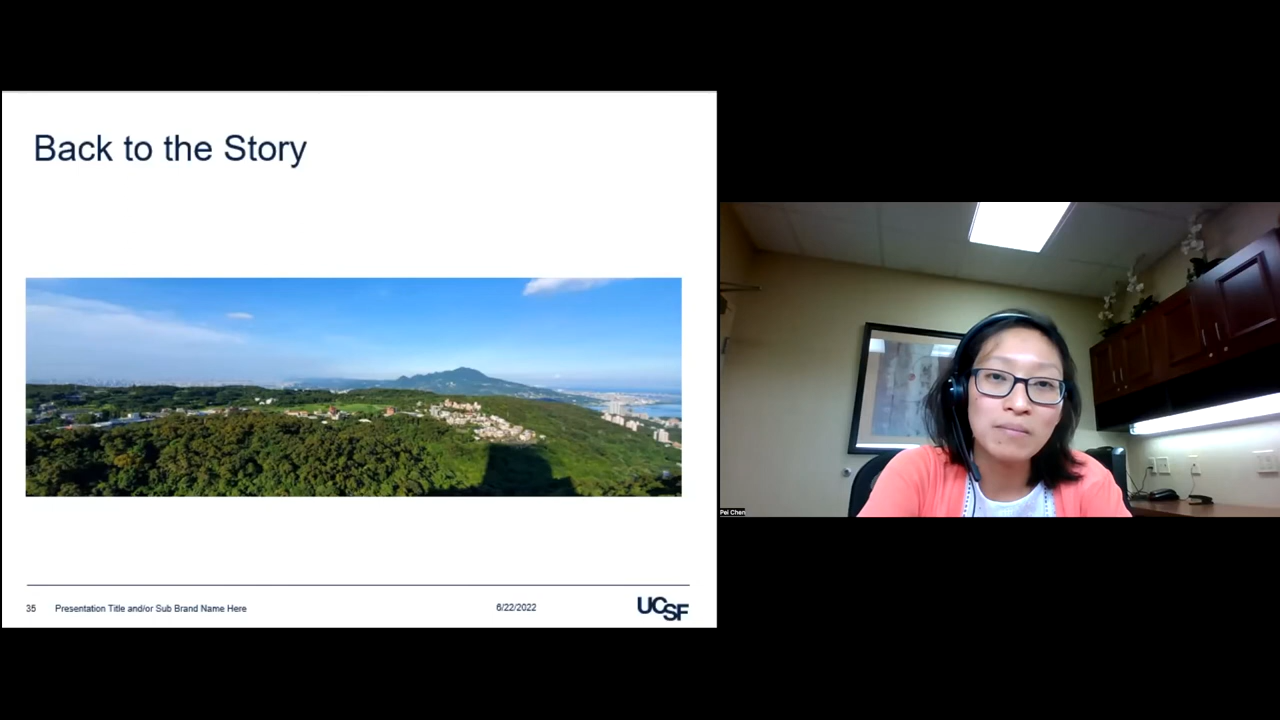 Back to the Story
35 Presentation Title and/or Sub Brand Name Here 6/22/2022 UCSF
Pei Chen